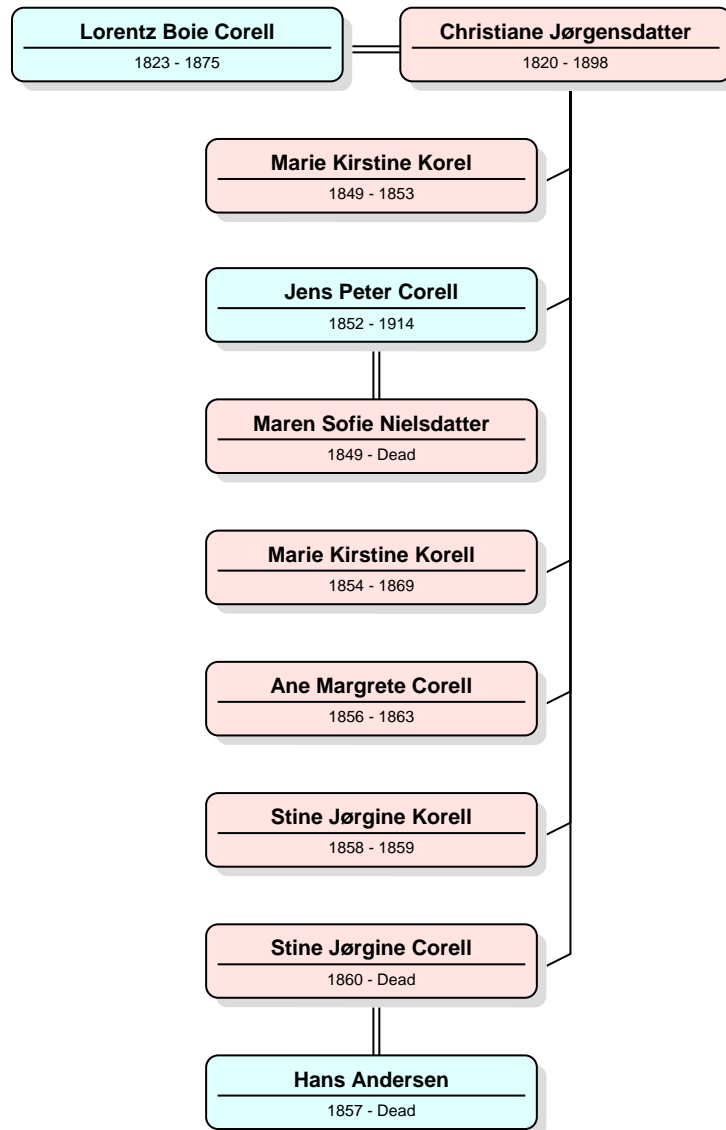 Lorentz Boie Corell
1823 - 1875
Christiane Jørgensdatter
1820 - 1898
Marie Kirstine Korel
1849 - 1853
Jens Peter Corell
1852 - 1914
Maren Sofie Nielsdatter
1849 - Dead
Marie Kirstine Korell
1854 - 1869
Ane Margrete Corell
1856 - 1863
Stine Jørgine Korell
1858 - 1859
Stine Jørgine Corell
1860 - Dead
Hans Andersen
1857 - Dead